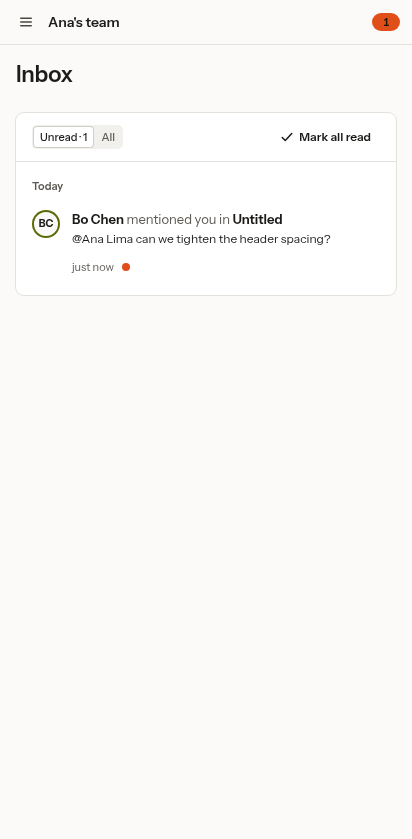 Ana's team
1
Inbox
Unread · 1
All
Mark all read
Today
BC
Bo Chen mentioned you in Untitled
@Ana Lima can we tighten the header spacing?
just now